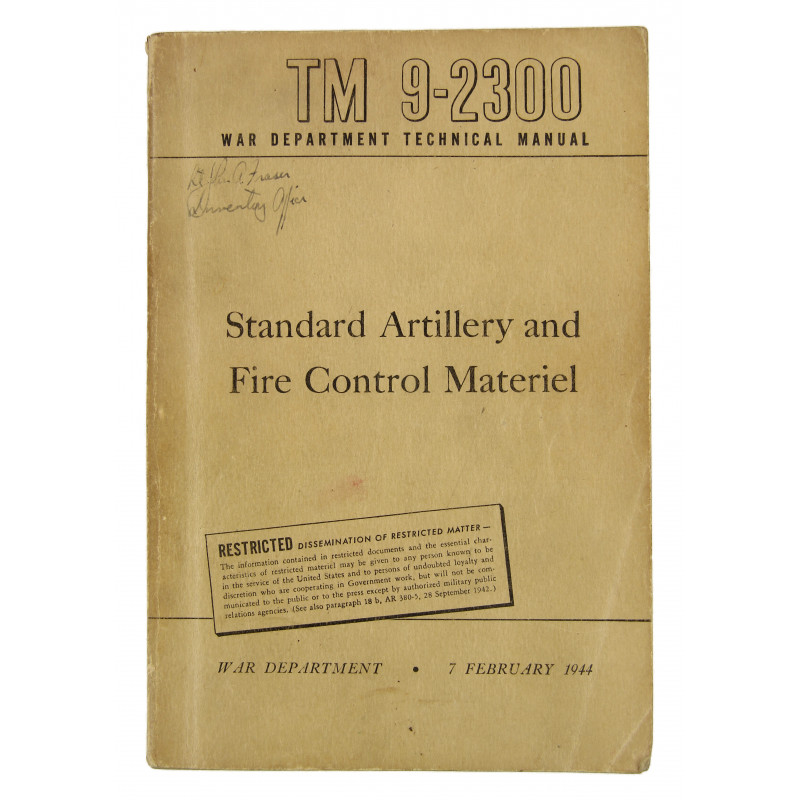 TM 9-2300
WAR DEPARTMENT TECHNICAL MANUAL
A. Fraser
Inventory Officer
Standard Artillery and
Fire Control Materiel
RESTRICTED DISSEMINATION OF RESTRICTED MATTER —
The information contained in restricted documents and the essential char-
acteristics of restricted materiel may be given to any person known to be
in the service of the United States and to persons of undoubted loyalty and
discretion who are cooperating in Government work, but will not be com-
municated to the public or to the press except by authorized military public
relations agencies. (See also paragraph 18 b, AR 380-5, 28 September 1942.)
WAR DEPARTMENT • 7 FEBRUARY 1944